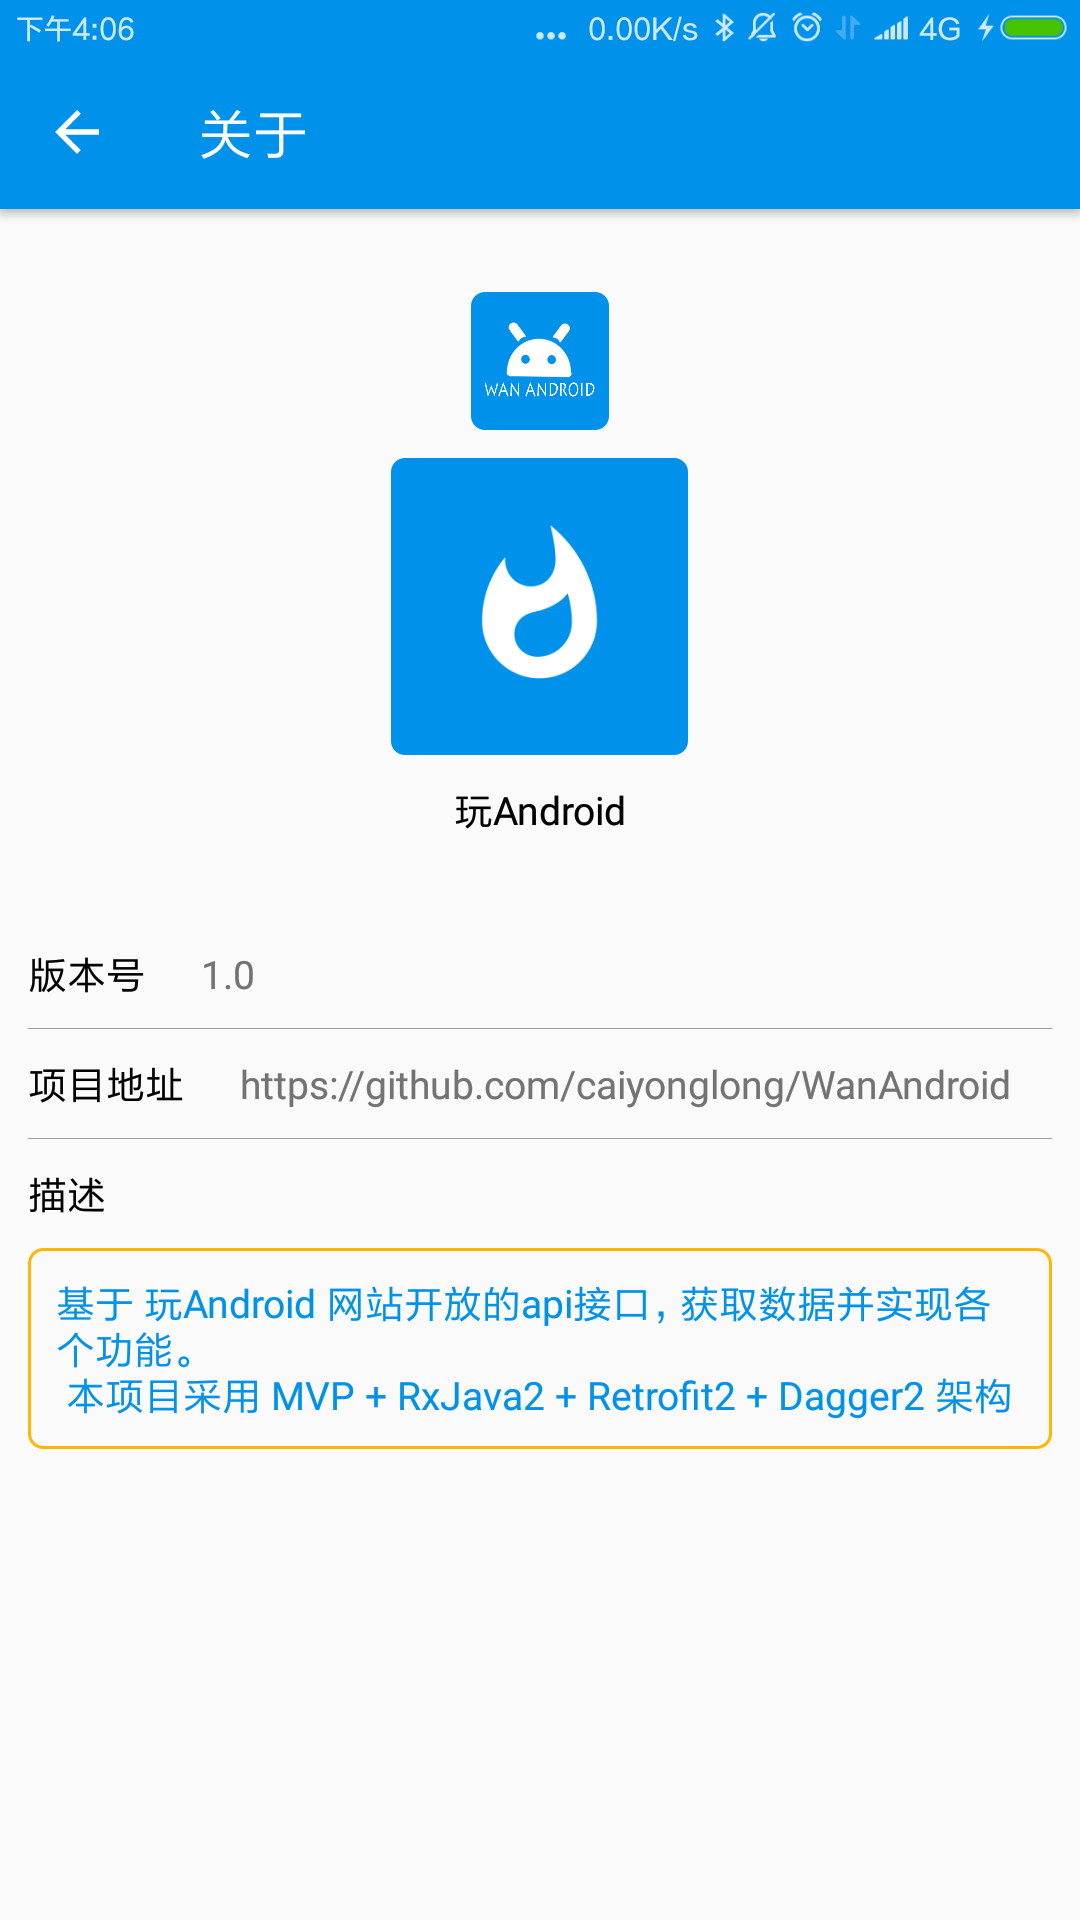 下午4:06
... 0.00K/s 4G
关于
WAN ANDROID
玩Android
版本号 1.0
项目地址 https://github.com/caiyonglong/WanAndroid
描述
基于 玩Android 网站开放的api接口，获取数据并实现各
个功能。
本项目采用 MVP + RxJava2 + Retrofit2 + Dagger2 架构